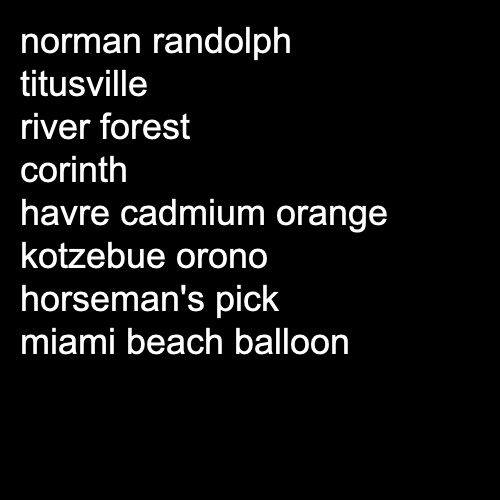 norman randolph
titusville
river forest
corinth
havre cadmium orange
kotzebue orono
horseman's pick
miami beach balloon